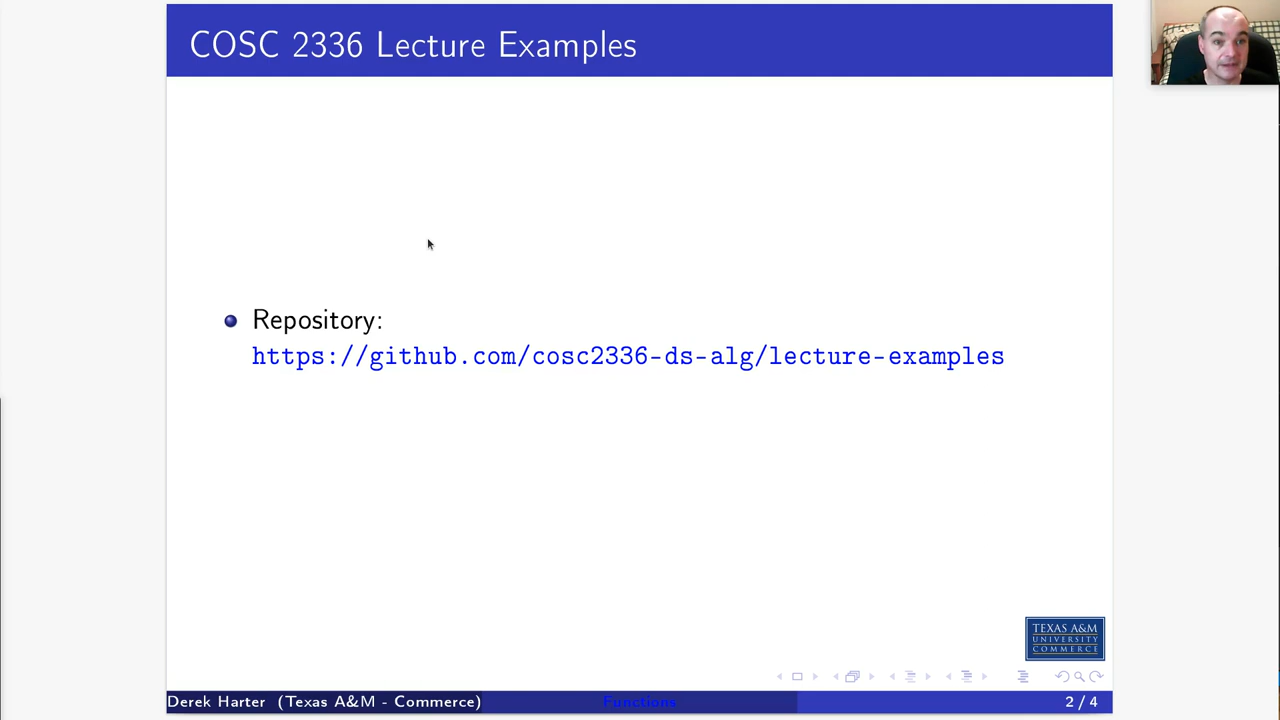 COSC 2336 Lecture Examples
Repository:
https://github.com/cosc2336-ds-alg/lecture-examples
TEXAS A&M
UNIVERSITY
COMMERCE
Derek Harter (Texas A&M - Commerce)
Functions
2 / 4